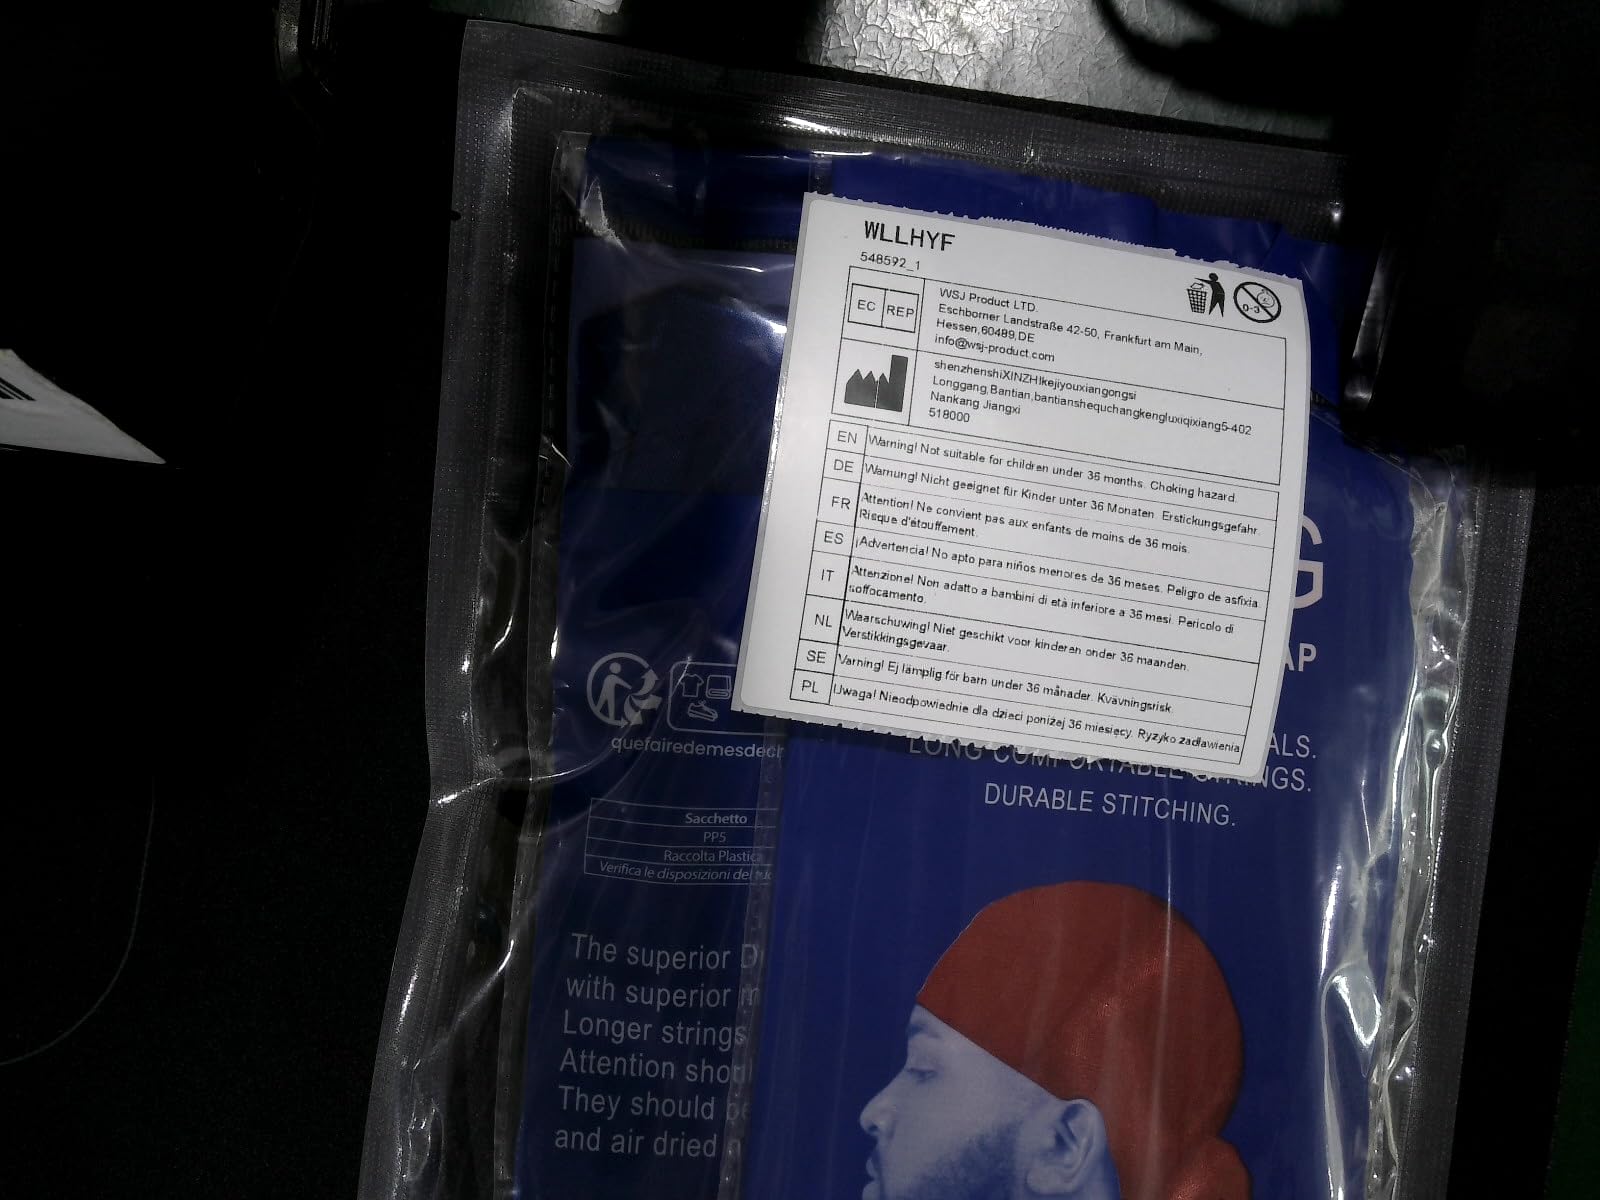 WLLHYF
548592_1
EC REP
WSJ Product LTD.
Eschborner Landstraße 42-50, Frankfurt am Main,
Hessen,60489,DE
info@wsj-product.com
shenzhenshiXINZHIkejiyouxiangongsi
Longgang,Bantian,bantianshequchangkengluxiqixiang5-402
Nankang Jiangxi
518000
0-3
EN Warning! Not suitable for children under 36 months. Choking hazard.
DE Warnung! Nicht geeignet für Kinder unter 36 Monaten. Erstickungsgefahr.
FR Attention! Ne convient pas aux enfants de moins de 36 mois.
Risque d'étouffement.
ES ¡Advertencia! No apto para niños menores de 36 meses. Peligro de asfixia.
IT Attenzione! Non adatto a bambini di età inferiore a 36 mesi. Pericolo di
soffocamento.
NL Waarschuwing! Niet geschikt voor kinderen onder 36 maanden.
Verstikkingsgevaar.
SE Varning! Ej lämplig för barn under 36 månader. Kvävningsrisk.
PL Uwaga! Nieodpowiednie dla dzieci poniżej 36 miesięcy. Ryzyko zadławienia
G
AP
ALS.
LONG COMFORTABLE STRINGS.
DURABLE STITCHING.
quefairedemesdech
Sacchetto
PP5
Raccolta Plastica
Verifica le disposizioni del tuo
The superior D
with superior m
Longer strings
Attention shoul
They should be
and air dried